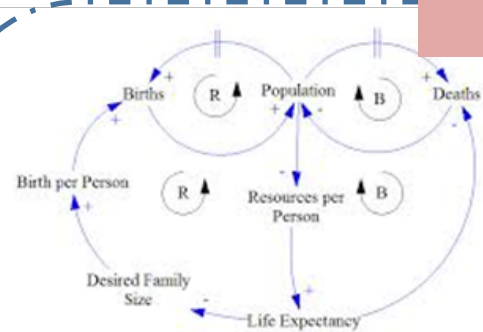 Births
R
Population
B
Deaths
+
+
+
+
-
-
Birth per Person
R
-
Resources per
Person
B
+
Desired Family
Size
-
+
Life Expectancy